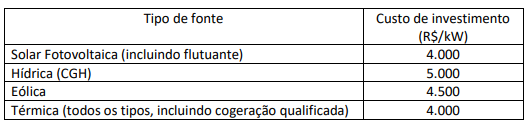 Tipo de fonte
Custo de investimento
(R$/kW)
Solar Fotovoltaica (incluindo flutuante) 4.000
Hídrica (CGH) 5.000
Eólica 4.500
Térmica (todos os tipos, incluindo cogeração qualificada) 4.000